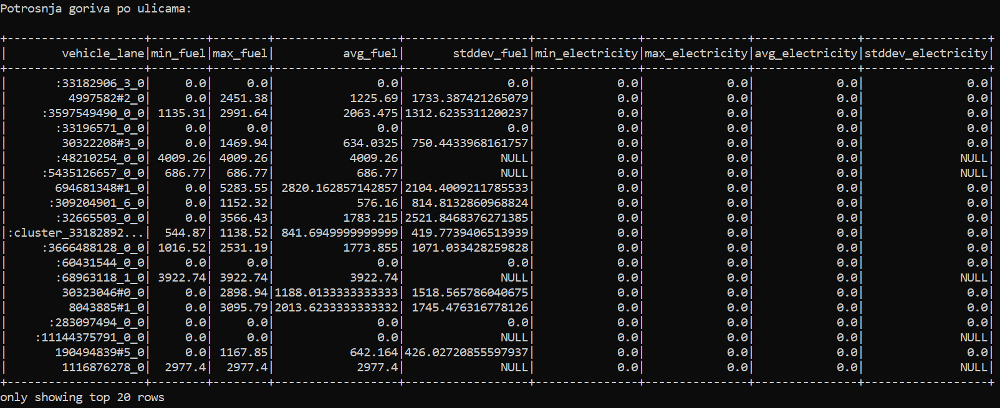 Potrosnja goriva po ulicama:
+--------------------+--------+--------+------------------+------------------+---------------+---------------+---------------+------------------+
|        vehicle_lane|min_fuel|max_fuel|          avg_fuel|       stddev_fuel|min_electricity|max_electricity|avg_electricity|stddev_electricity|
+--------------------+--------+--------+------------------+------------------+---------------+---------------+---------------+------------------+
|       :33182906_3_0|     0.0|     0.0|               0.0|               0.0|            0.0|            0.0|            0.0|               0.0|
|         4997582#2_0|     0.0| 2451.38|           1225.69| 1733.387421265079|            0.0|            0.0|            0.0|               0.0|
|     :3597549490_0_0| 1135.31| 2991.64|          2063.475|1312.6235311200237|            0.0|            0.0|            0.0|               0.0|
|       :33196571_0_0|     0.0|     0.0|               0.0|               0.0|            0.0|            0.0|            0.0|               0.0|
|        30322208#3_0|     0.0| 1469.94|          634.0325| 750.4433968161757|            0.0|            0.0|            0.0|               0.0|
|       :48210254_0_0| 4009.26| 4009.26|           4009.26|              NULL|            0.0|            0.0|            0.0|              NULL|
|     :5435126657_0_0|  686.77|  686.77|            686.77|              NULL|            0.0|            0.0|            0.0|              NULL|
|       694681348#1_0|     0.0| 5283.55| 2820.162857142857|2104.4009211785533|            0.0|            0.0|            0.0|               0.0|
|      :309204901_6_0|     0.0| 1152.32|            576.16| 814.8132860968824|            0.0|            0.0|            0.0|               0.0|
|       :32665503_0_0|     0.0| 3566.43|          1783.215|2521.8468376271385|            0.0|            0.0|            0.0|               0.0|
|:cluster_33182892...|  544.87| 1138.52| 841.6949999999999| 419.7739406513939|            0.0|            0.0|            0.0|               0.0|
|     :3666488128_0_0| 1016.52| 2531.19|          1773.855| 1071.033428259828|            0.0|            0.0|            0.0|               0.0|
|       :60431544_0_0|     0.0|     0.0|               0.0|               0.0|            0.0|            0.0|            0.0|               0.0|
|       :68963118_1_0| 3922.74| 3922.74|           3922.74|              NULL|            0.0|            0.0|            0.0|              NULL|
|        30323046#0_0|     0.0| 2898.94|1188.0133333333333| 1518.565786040675|            0.0|            0.0|            0.0|               0.0|
|         8043885#1_0|     0.0| 3095.79|2013.6233333333332| 1745.476316778126|            0.0|            0.0|            0.0|               0.0|
|      :283097494_0_0|     0.0|     0.0|               0.0|               0.0|            0.0|            0.0|            0.0|               0.0|
|    :11144375791_0_0|     0.0|     0.0|               0.0|              NULL|            0.0|            0.0|            0.0|              NULL|
|       190494839#5_0|     0.0| 1167.85|           642.164|426.02720855597937|            0.0|            0.0|            0.0|               0.0|
|        1116876278_0|  2977.4|  2977.4|            2977.4|              NULL|            0.0|            0.0|            0.0|              NULL|
+--------------------+--------+--------+------------------+------------------+---------------+---------------+---------------+------------------+
only showing top 20 rows